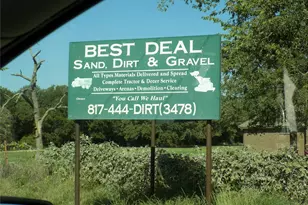 BEST DEAL
SAND, DIRT & GRAVEL
All Types Materials Delivered and Spread
Complete Tractor & Dozer Service
Driveways - Arenas - Demolition - Clearing
"You Call We Haul"
817-444-DIRT(3478)